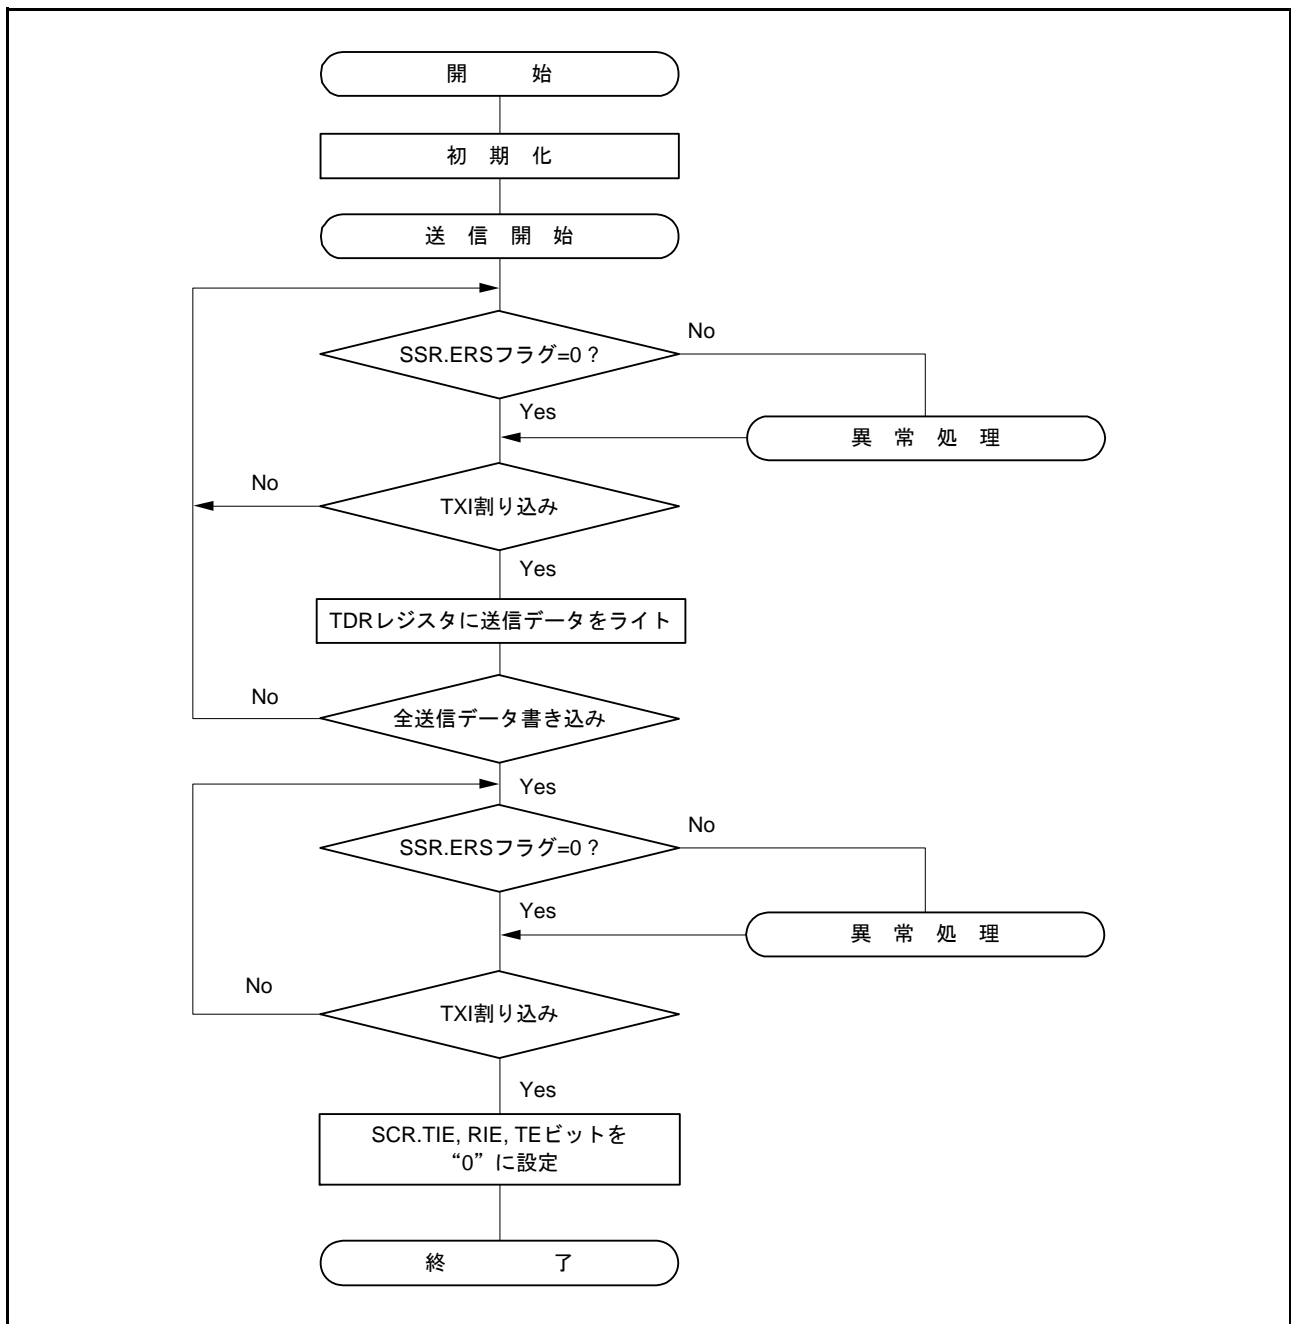 開 始
初 期 化
送 信 開 始
SSR.ERSフラグ=0 ?
No
Yes
異 常 処 理
No
TXI割り込み
Yes
TDRレジスタに送信データをライト
No
全送信データ書き込み
Yes
SSR.ERSフラグ=0 ?
No
Yes
異 常 処 理
No
TXI割り込み
Yes
SCR.TIE, RIE, TEビットを
“0” に設定
終 了